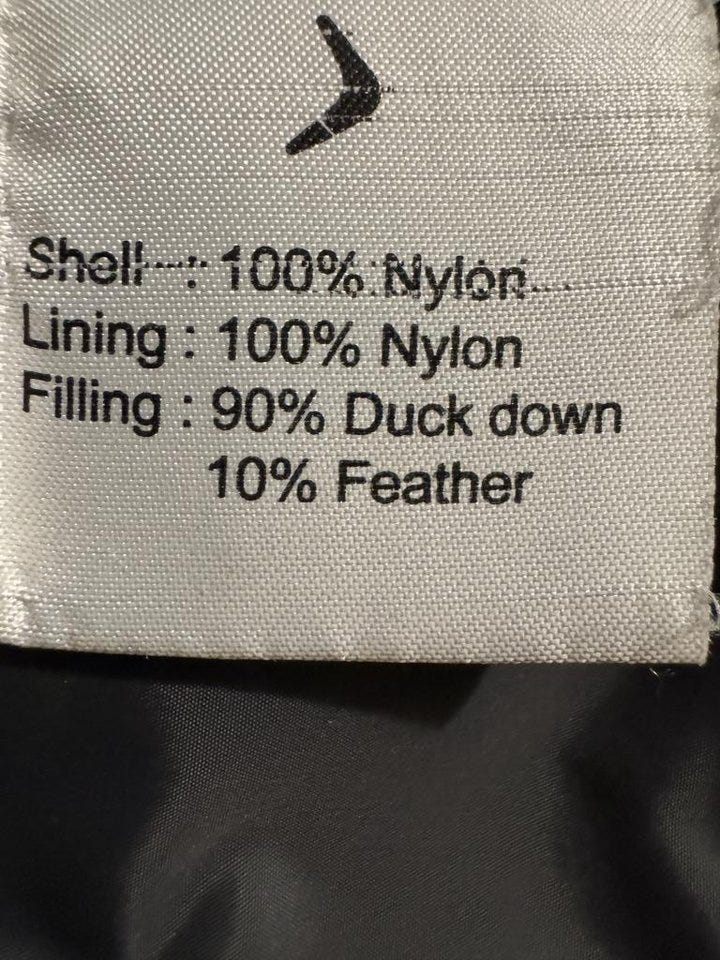 Shell : 100% Nylon
Lining : 100% Nylon
Filling : 90% Duck down
10% Feather